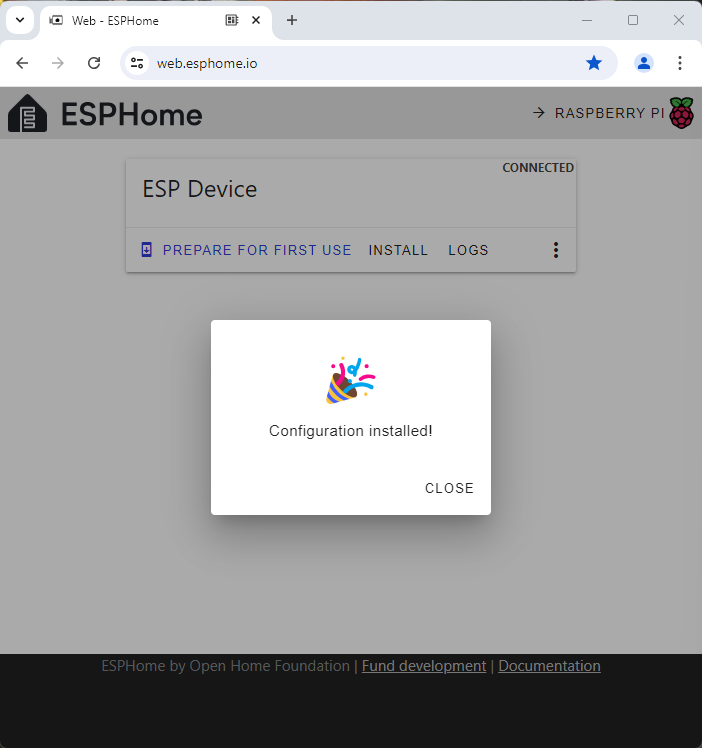 Web - ESPHome
web.esphome.io
ESPHome
RASPBERRY PI
CONNECTED
ESP Device
PREPARE FOR FIRST USE INSTALL LOGS
Configuration installed!
CLOSE
ESPHome by Open Home Foundation | Fund development | Documentation